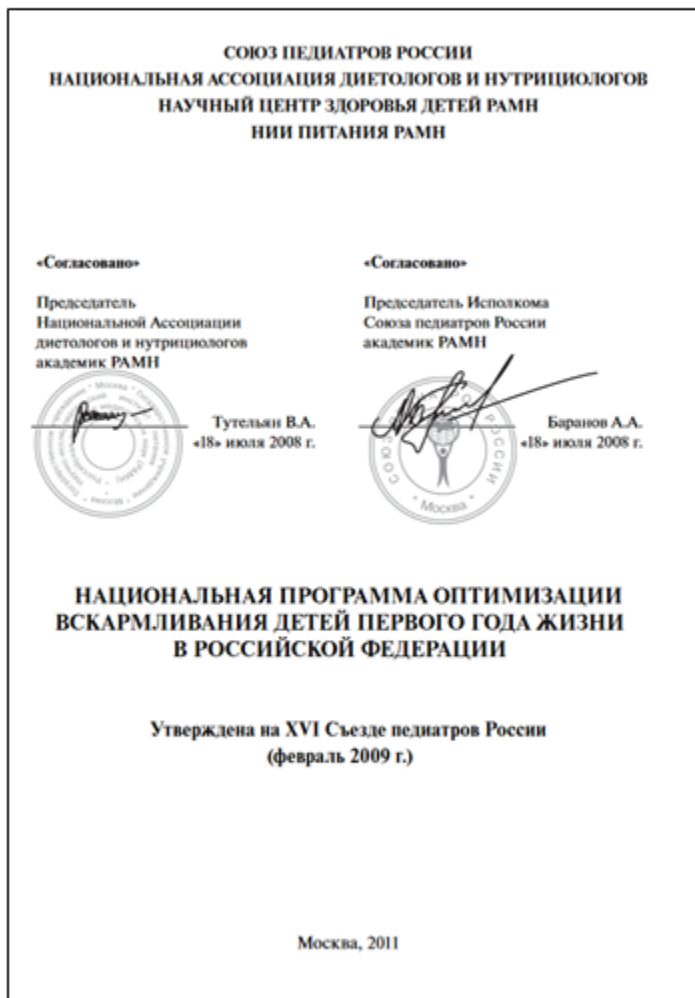 СОЮЗ ПЕДИАТРОВ РОССИИ
НАЦИОНАЛЬНАЯ АССОЦИАЦИЯ ДИЕТОЛОГОВ И НУТРИЦИОЛОГОВ
НАУЧНЫЙ ЦЕНТР ЗДОРОВЬЯ ДЕТЕЙ РАМН
НИИ ПИТАНИЯ РАМН
«Согласовано»
Председатель
Национальной Ассоциации
диетологов и нутрициологов
академик РАМН
Тутельян В.А.
«18» июля 2008 г.
«Согласовано»
Председатель Исполкома
Союза педиатров России
академик РАМН
Баранов А.А.
«18» июля 2008 г.
СОЮЗ
РОССИИ
* Москва *
НАЦИОНАЛЬНАЯ ПРОГРАММА ОПТИМИЗАЦИИ
ВСКАРМЛИВАНИЯ ДЕТЕЙ ПЕРВОГО ГОДА ЖИЗНИ
В РОССИЙСКОЙ ФЕДЕРАЦИИ
Утверждена на XVI Съезде педиатров России
(февраль 2009 г.)
Москва, 2011